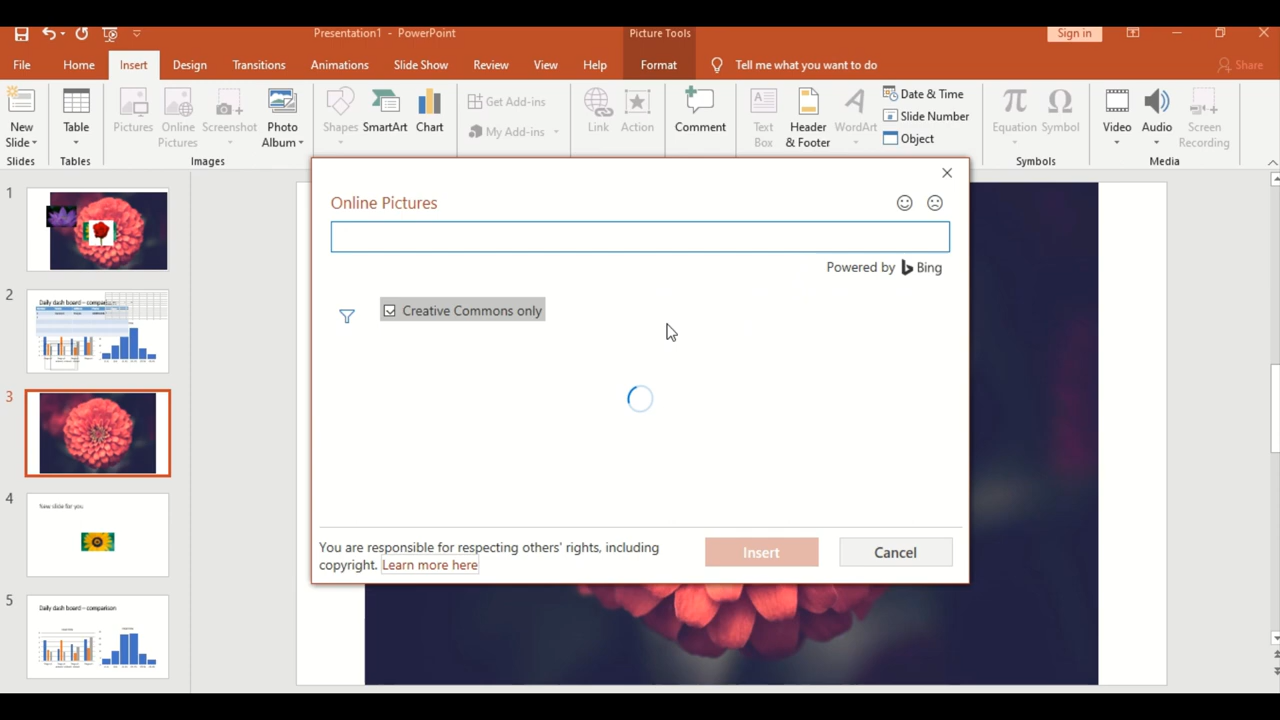 Presentation1 - PowerPoint
Picture Tools
Sign in
File Home Insert Design Transitions Animations Slide Show Review View Help Format Tell me what you want to do Share
New Slide
Slides
Table
Tables
Pictures
Online Pictures
Screenshot
Photo Album
Images
Shapes
SmartArt
Chart
Get Add-ins
My Add-ins
Link
Action
Comment
Text Box
Header & Footer
WordArt
Date & Time
Slide Number
Object
Equation
Symbol
Symbols
Video
Audio
Screen Recording
Media
1
2
Daily dash board – comparison
3
4
New slide for you.
5
Daily dash board – comparison
Online Pictures
Powered by Bing
Creative Commons only
You are responsible for respecting others' rights, including
copyright. Learn more here
Insert
Cancel